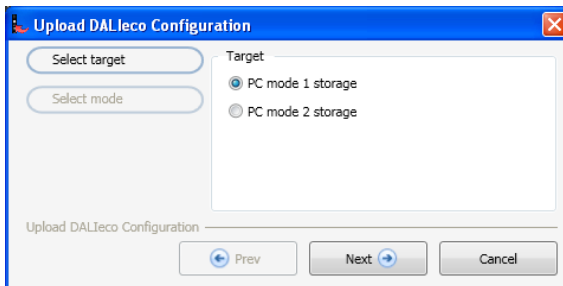 Upload DALIeco Configuration
Select target
Select mode
Target
PC mode 1 storage
PC mode 2 storage
Upload DALIeco Configuration
Prev
Next
Cancel